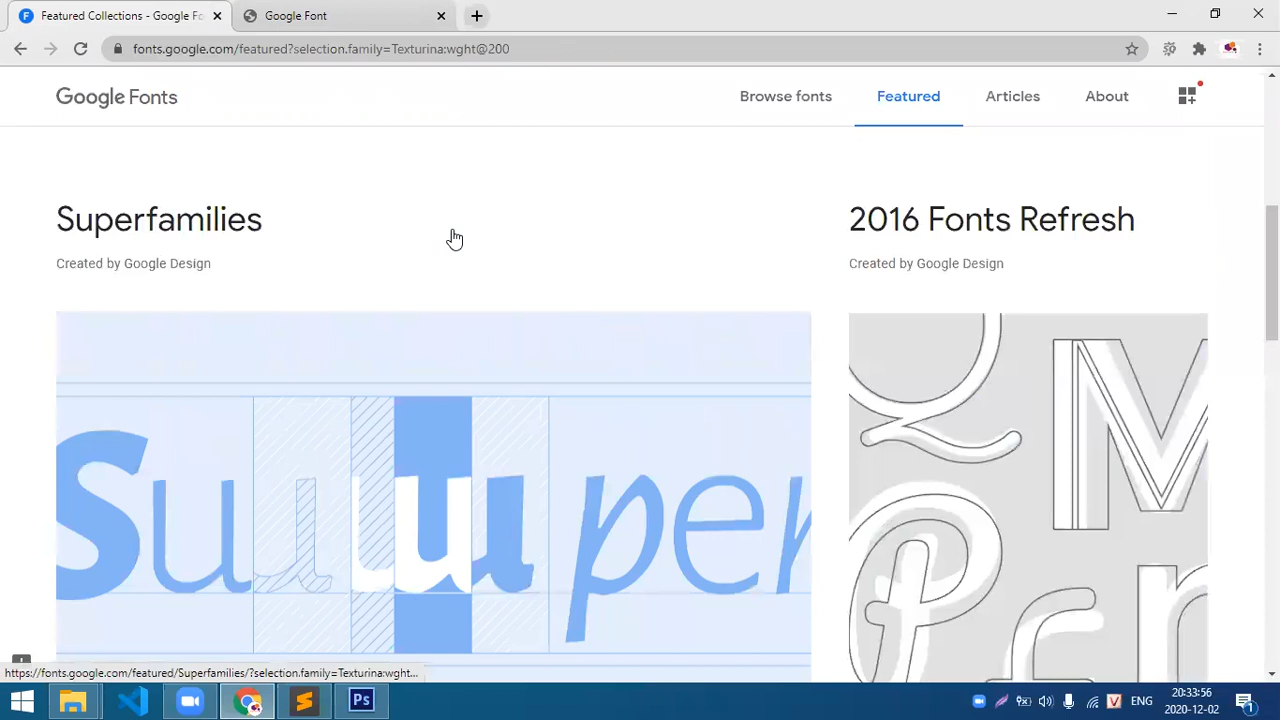 Featured Collections - Google Fo
Google Font
fonts.google.com/featured?selection.family=Texturina:wght@200
Google Fonts
Browse fonts
Featured
Articles
About
Superfamilies
Created by Google Design
2016 Fonts Refresh
Created by Google Design
https://fonts.google.com/featured/Superfamilies/?selection.family=Texturina:wght...
Ps
V
ENG
20:33:56
2020-12-02
1